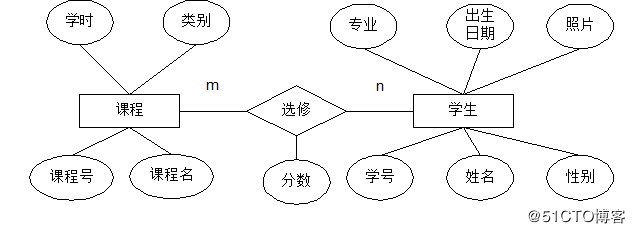 学时
类别
专业
出生
日期
照片
m
n
课程
选修
学生
课程号
课程名
分数
学号
姓名
性别
@51CTO博客